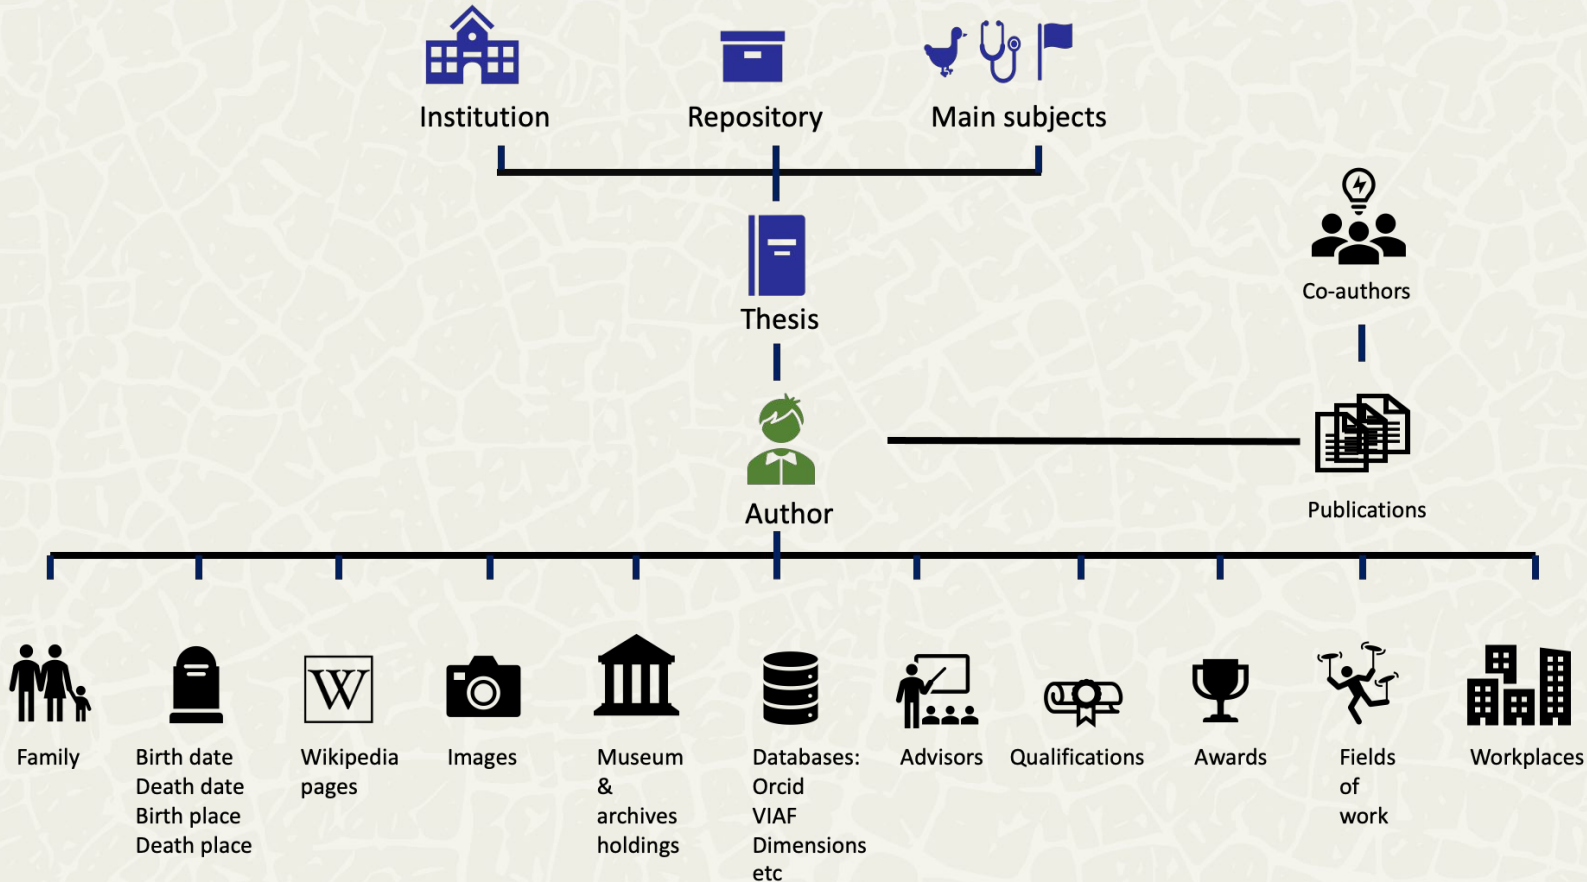 Institution
Repository
Main subjects
Thesis
Co-authors
Author
Publications
W
Family
Birth date
Death date
Birth place
Death place
Wikipedia
pages
Images
Museum
&
archives
holdings
Databases:
Orcid
VIAF
Dimensions
etc
Advisors
Qualifications
Awards
Fields
of
work
Workplaces